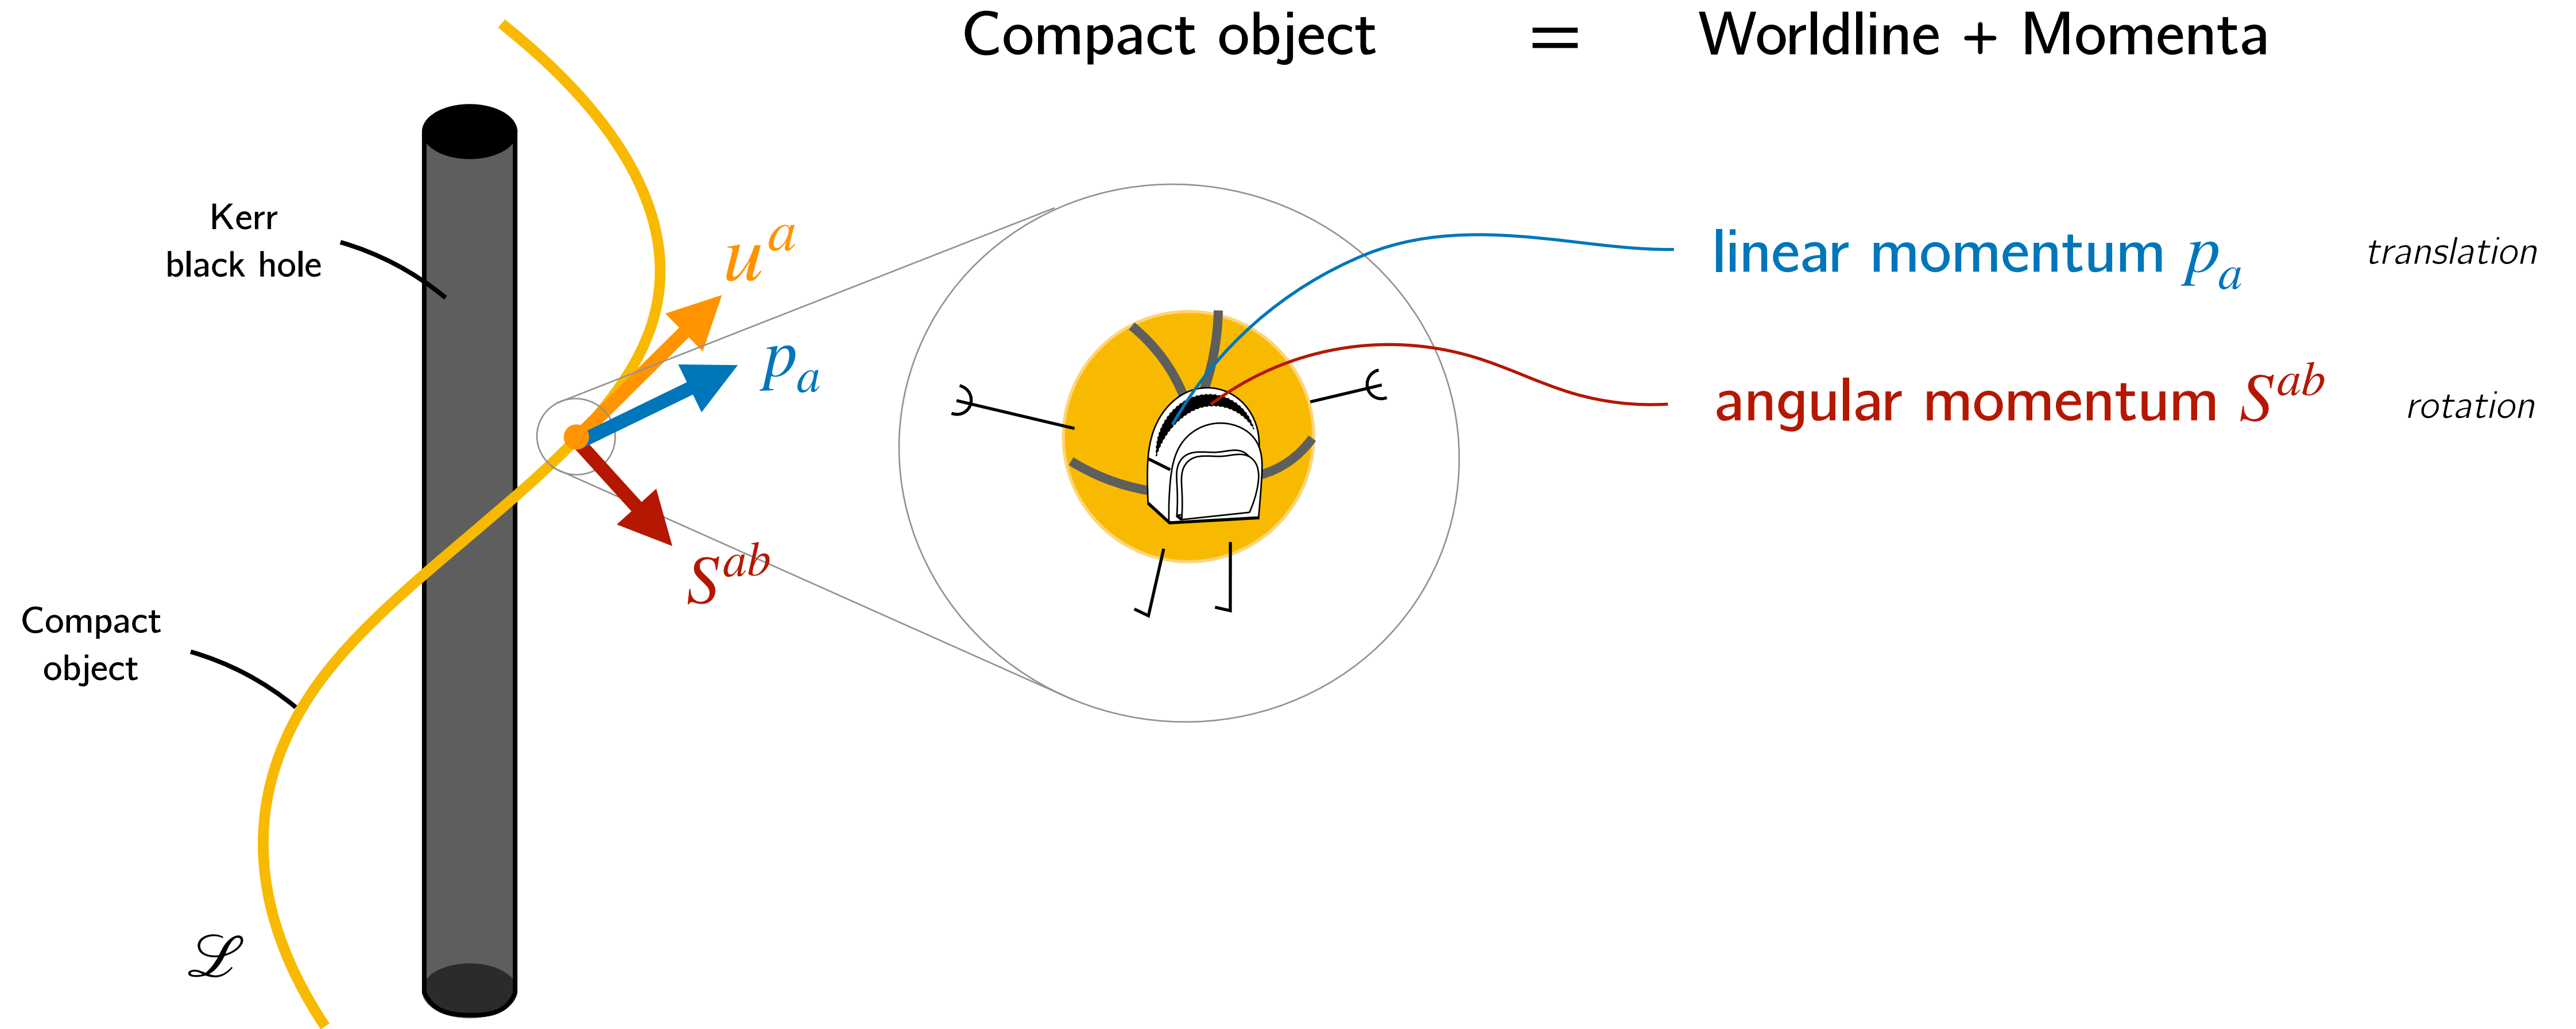 Compact object = Worldline + Momenta
Kerr
black hole
u^a
p_a
S^{ab}
linear momentum p_a translation
angular momentum S^{ab} rotation
Compact
object
ℒ